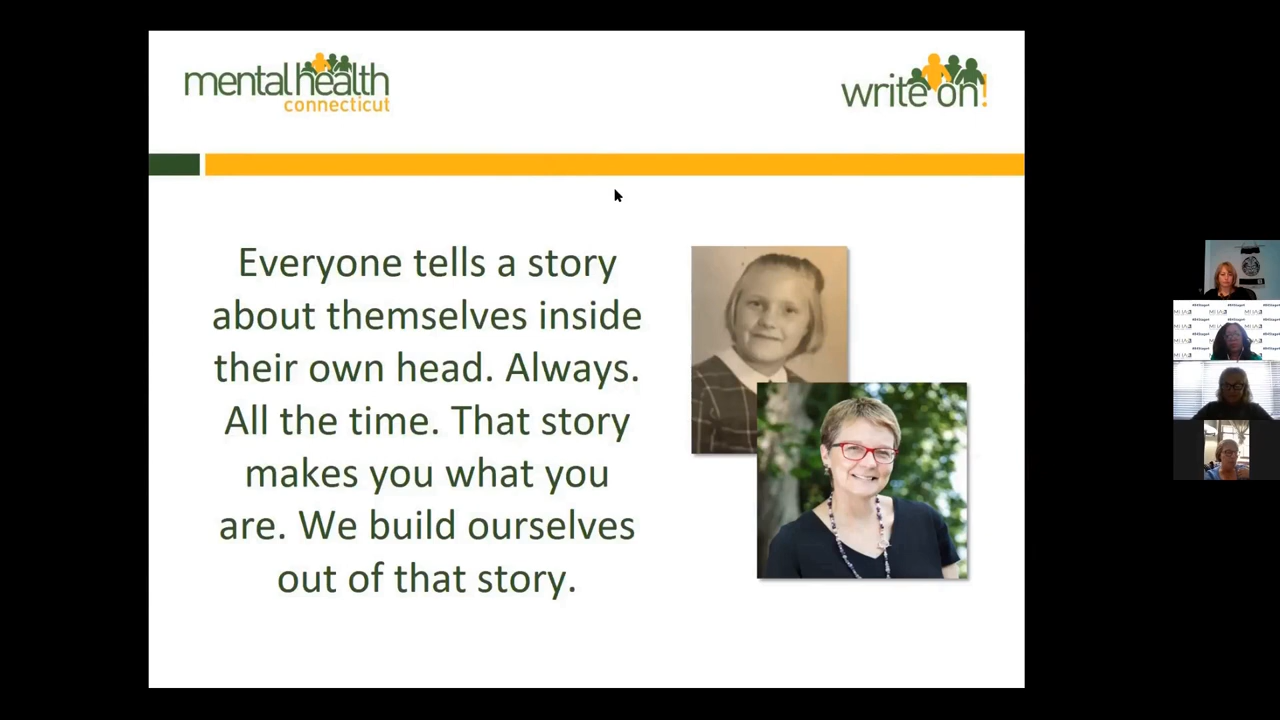 mental health
connecticut
write on!
Everyone tells a story
about themselves inside
their own head. Always.
All the time. That story
makes you what you
are. We build ourselves
out of that story.